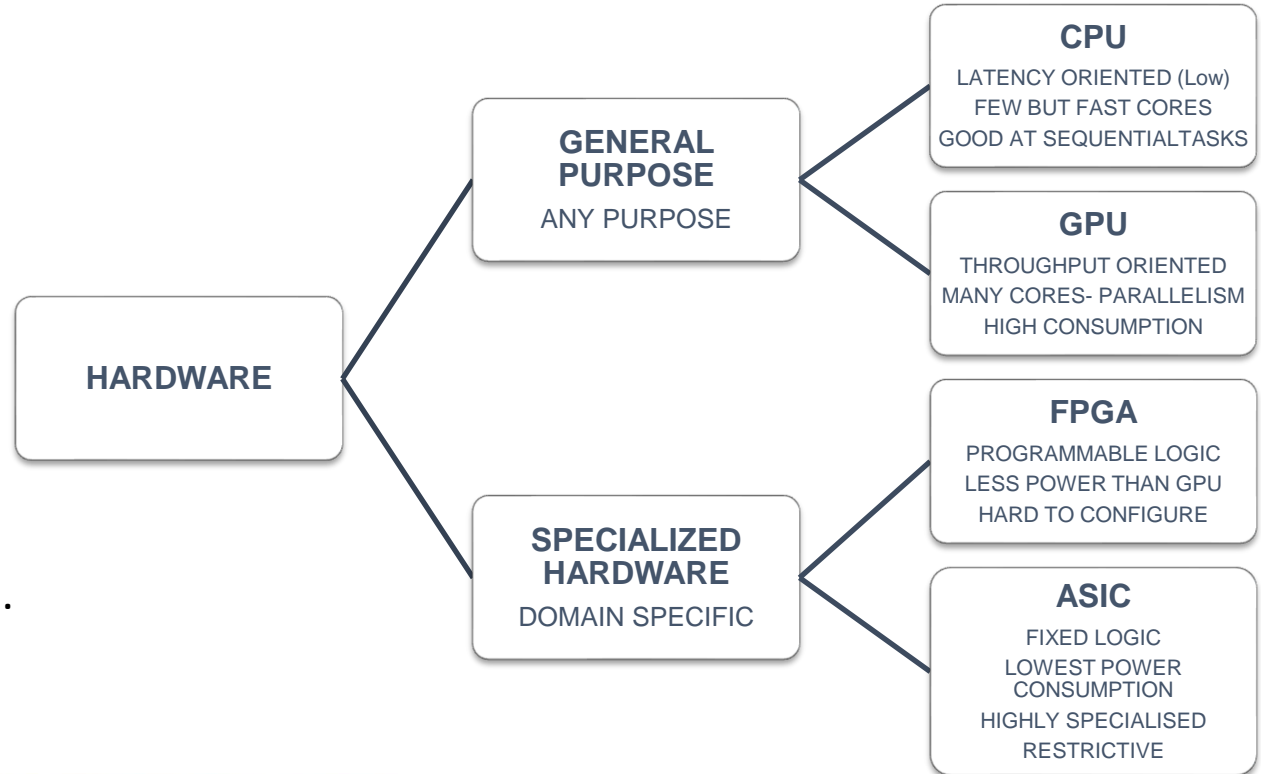 HARDWARE
GENERAL
PURPOSE
ANY PURPOSE
SPECIALIZED
HARDWARE
DOMAIN SPECIFIC
CPU
LATENCY ORIENTED (Low)
FEW BUT FAST CORES
GOOD AT SEQUENTIALTASKS
GPU
THROUGHPUT ORIENTED
MANY CORES- PARALLELISM
HIGH CONSUMPTION
FPGA
PROGRAMMABLE LOGIC
LESS POWER THAN GPU
HARD TO CONFIGURE
ASIC
FIXED LOGIC
LOWEST POWER
CONSUMPTION
HIGHLY SPECIALISED
RESTRICTIVE
.